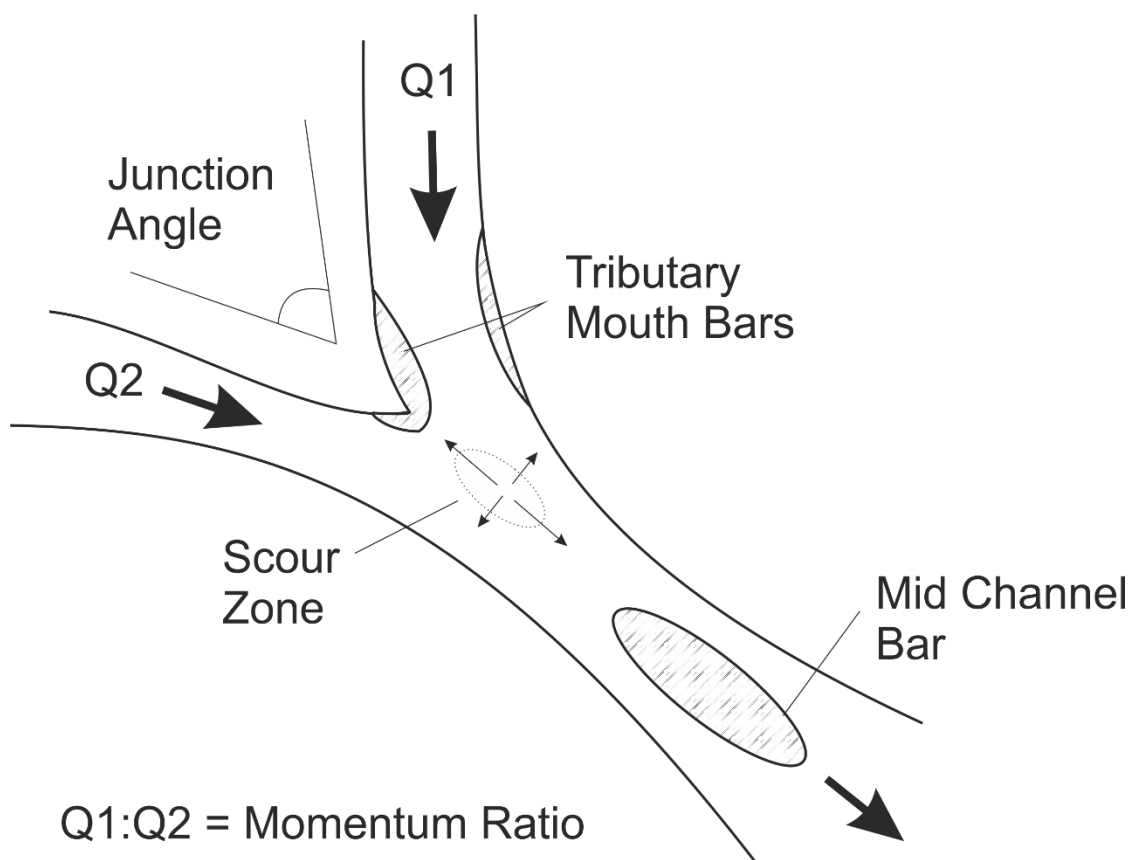 Q1
Junction
Angle
Tributary
Mouth Bars
Q2
Scour
Zone
Mid Channel
Bar
Q1:Q2 = Momentum Ratio